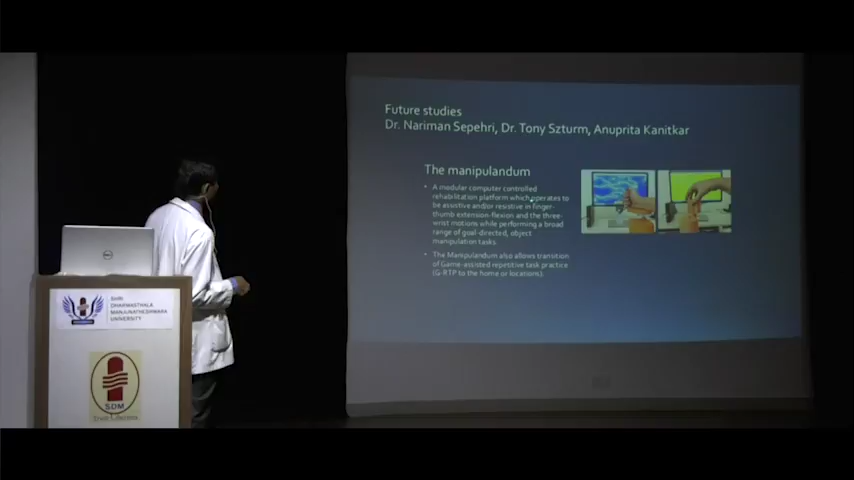 Future studies
Dr. Nariman Sepehri, Dr. Tony Szturm, Anuprita Kanitkar
The manipulandum
• A modular computer controlled
rehabilitation platform which operates to
be assistive and/or resistive in finger-
thumb extension-flexion and the three-
wrist motions while performing a broad
range of goal-directed, object
manipulation tasks.
• The Manipulandum also allows transition
of Game-assisted repetitive task practice
(G-RTP to the home or locations).
DELL
SHRI
DHARMASTHALA
MANJUNATHESHWARA
UNIVERSITY
S.D.M